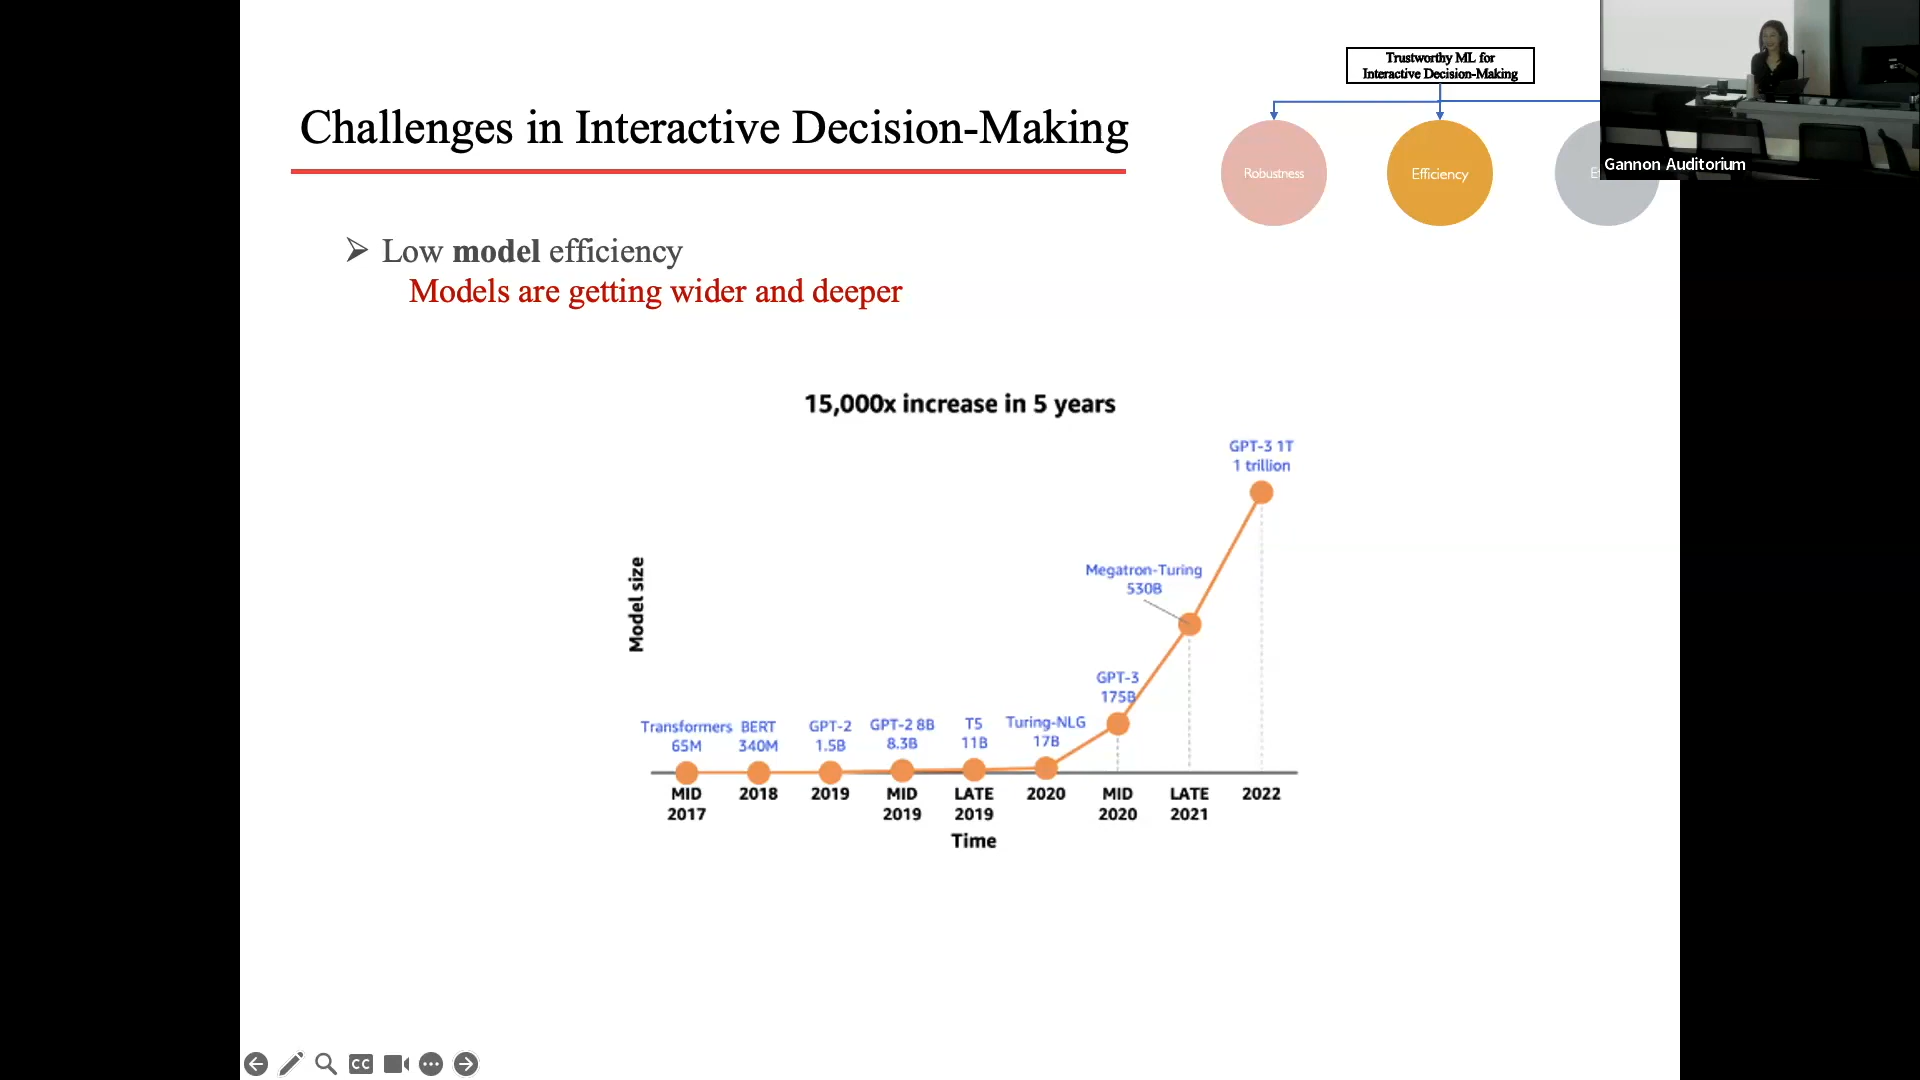 Trustworthy ML for
Interactive Decision-Making
Challenges in Interactive Decision-Making
Robustness
Efficiency
Gannon Auditorium
Low model efficiency
Models are getting wider and deeper
15,000x increase in 5 years
GPT-3 1T
1 trillion
Megatron-Turing
530B
GPT-3
175B
Transformers
65M
BERT
340M
GPT-2
1.5B
GPT-2 8B
8.3B
T5
11B
Turing-NLG
17B
Model size
MID
2017
2018
2019
MID
2019
LATE
2019
2020
MID
2020
LATE
2021
2022
Time
CC